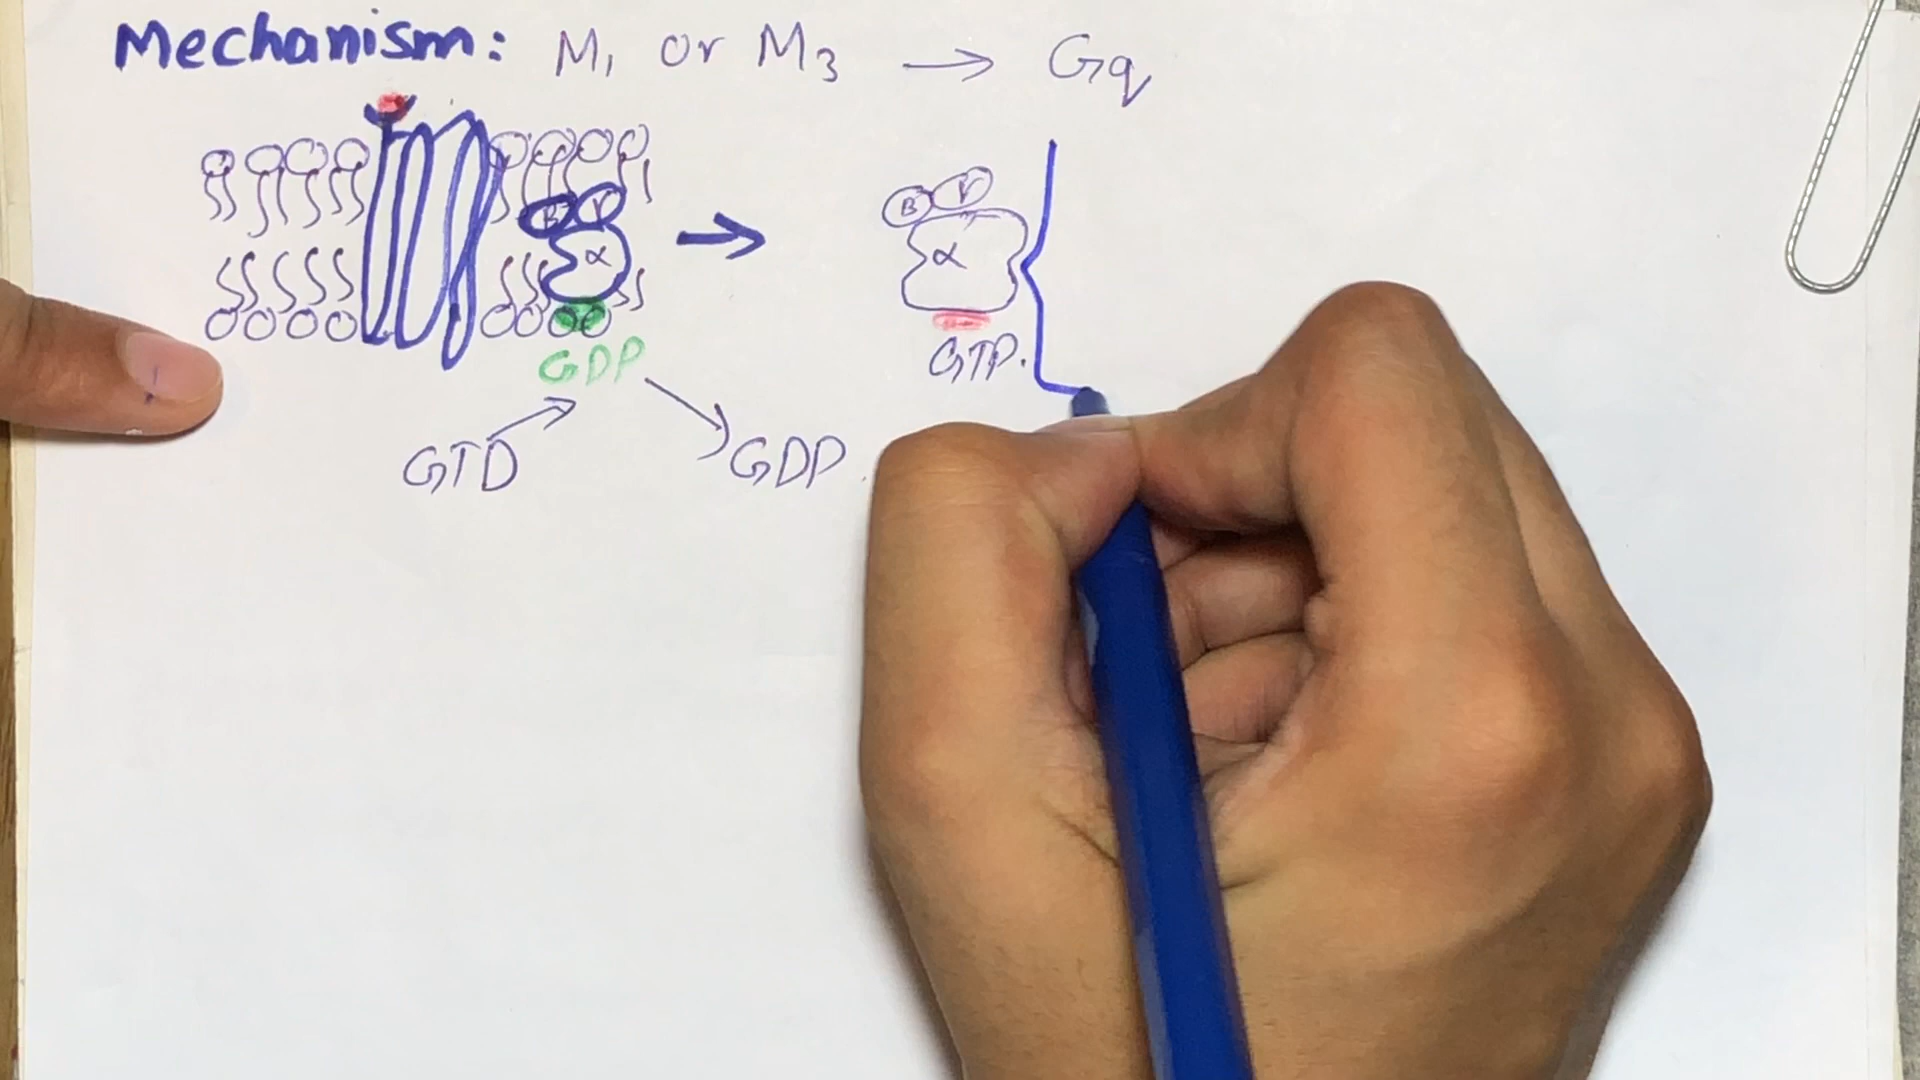 Mechanism: M1 or M3 → Gq
B γ
α
B γ
α
GDP
GTP.
GTD
GDP.